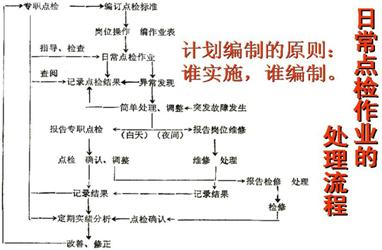 专职点检 编订点检标准
岗位操作 编作业表
指导、检查 日常点检作业
查阅
记录点检结果 异常发现
简单处理、调整 突发故障发生
报告专职点检 (白天) (夜间) 报告岗位维修
点检 确认、调整 维修 处理
报告检修 处理
记录结果 记录结果
检修
定期实绩分析 点检确认
改善、修正
计划编制的原则:
谁实施，谁编制。
日常点检作业的
处理流程